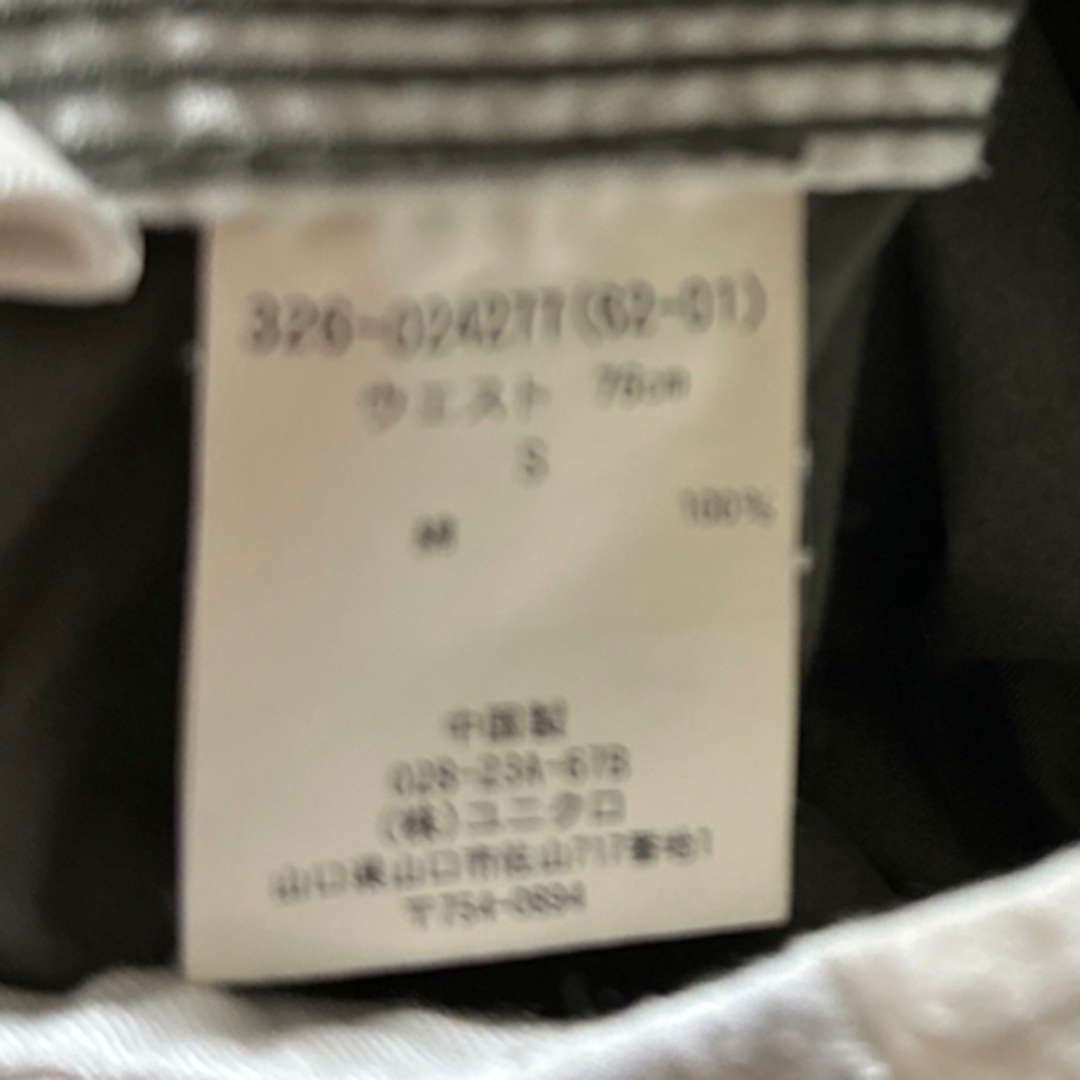 326-024277(62-01)
ウエスト 76cm
S
綿 100%
中国製
028-23A-67B
(株)ユニクロ
山口県山口市佐山717番地1
〒754-0894